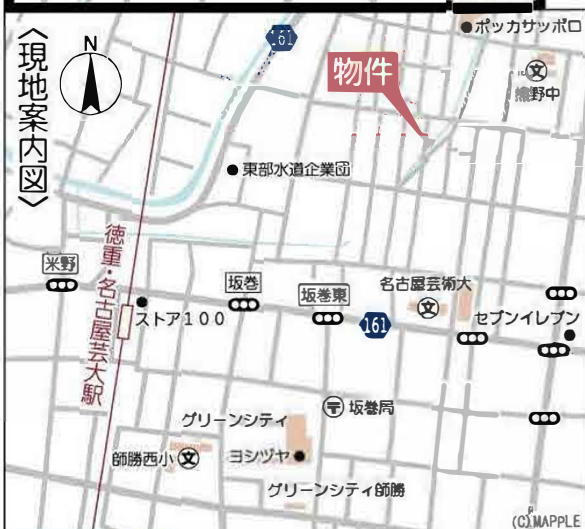 〈現地案内図〉
N
161
ポッカサッポロ
物件
文
熊野中
東部水道企業団
米野
徳重・名古屋芸大駅
坂巻
坂巻東
名古屋芸術大
文
ストア100
161
セブンイレブン
〒 坂巻局
グリーンシティ
師勝西小 文
ヨシヅヤ
グリーンシティ師勝
(C)MAPPLE